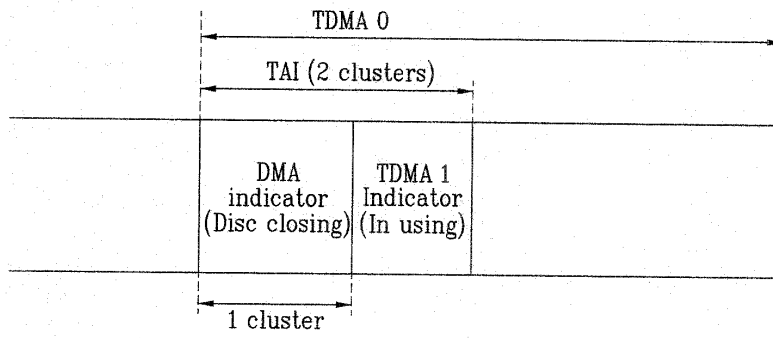 TDMA 0
TAI (2 clusters)
DMA
indicator
(Disc closing)
TDMA 1
Indicator
(In using)
1 cluster